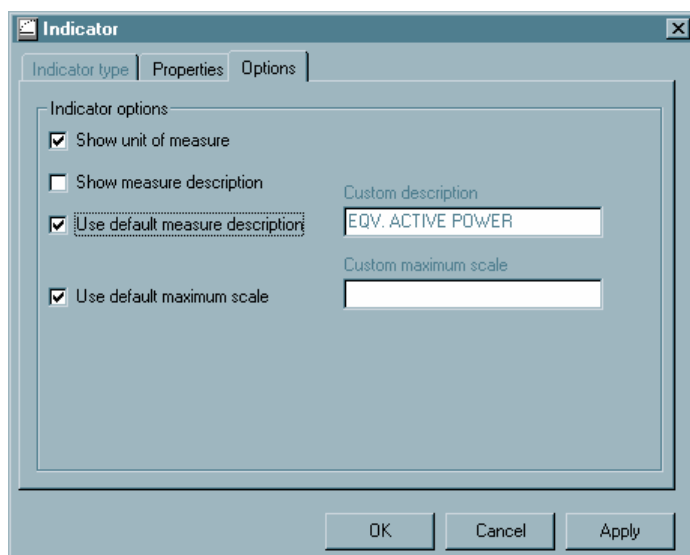 Indicator
Indicator type Properties Options
Indicator options
Show unit of measure
Show measure description
Custom description
Use default measure description
EQV. ACTIVE POWER
Custom maximum scale
Use default maximum scale
OK Cancel Apply